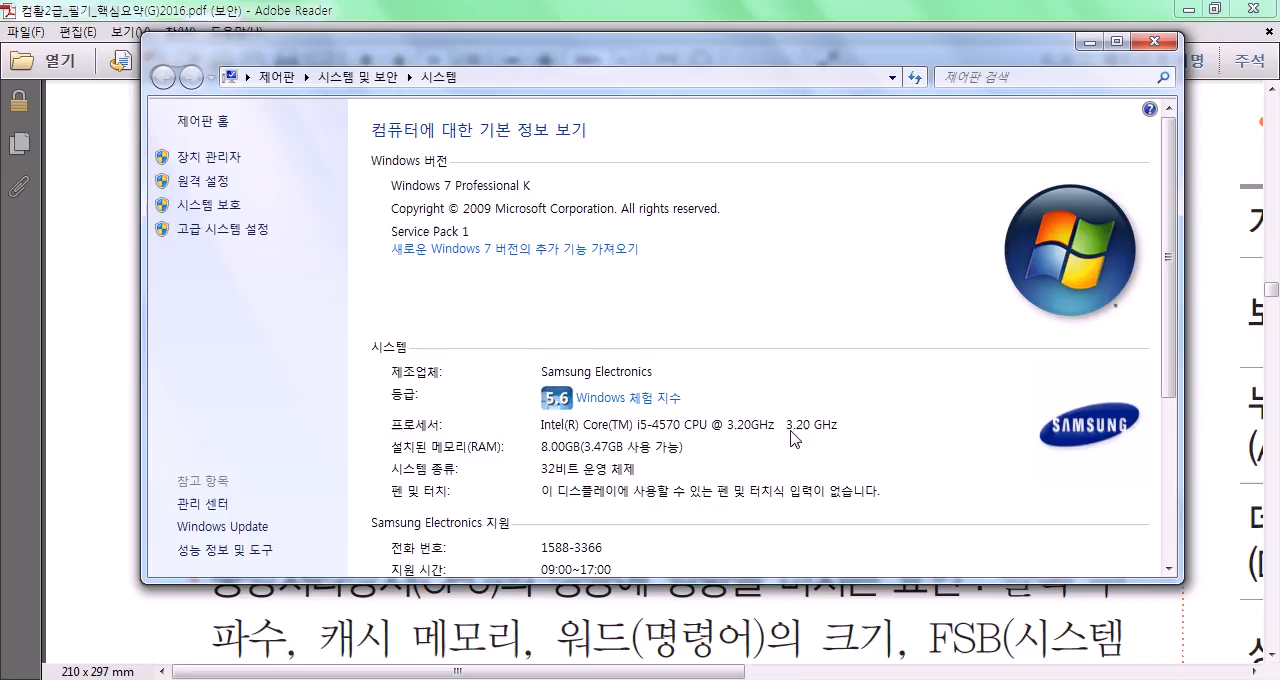 컴활2급_필기_핵심요약(G)2016.pdf (보안) - Adobe Reader
파일(F) 편집(E) 보기(V)
열기
주석
제어판 ▸ 시스템 및 보안 ▸ 시스템
제어판 검색
제어판 홈
장치 관리자
원격 설정
시스템 보호
고급 시스템 설정
참고 항목
관리 센터
Windows Update
성능 정보 및 도구
컴퓨터에 대한 기본 정보 보기
Windows 버전
Windows 7 Professional K
Copyright © 2009 Microsoft Corporation. All rights reserved.
Service Pack 1
새로운 Windows 7 버전의 추가 기능 가져오기
시스템
제조업체: Samsung Electronics
등급: 5.6 Windows 체험 지수
프로세서: Intel(R) Core(TM) i5-4570 CPU @ 3.20GHz 3.20 GHz
설치된 메모리(RAM): 8.00GB(3.47GB 사용 가능)
시스템 종류: 32비트 운영 체제
펜 및 터치: 이 디스플레이에 사용할 수 있는 펜 및 터치식 입력이 없습니다.
SAMSUNG
Samsung Electronics 지원
전화 번호: 1588-3366
지원 시간: 09:00~17:00
파수, 캐시 메모리, 워드(명령어)의 크기, FSB(시스템
210 x 297 mm